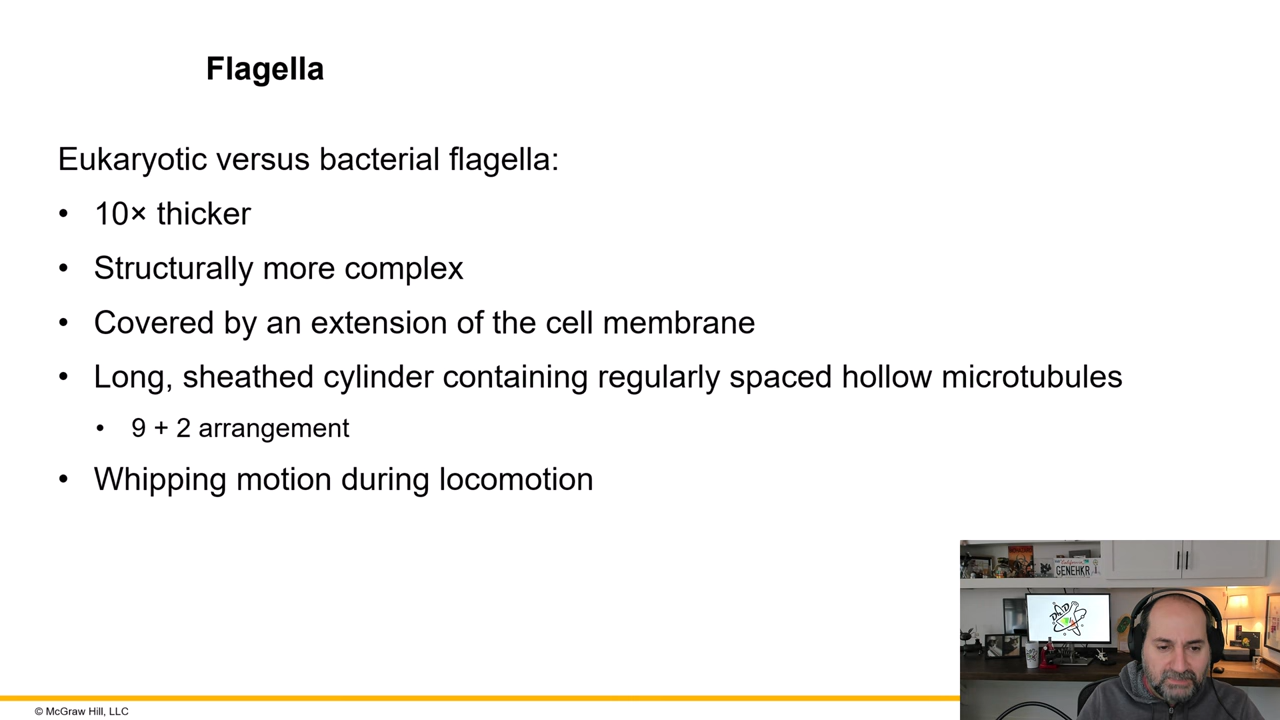 Flagella
Eukaryotic versus bacterial flagella:
• 10× thicker
• Structurally more complex
• Covered by an extension of the cell membrane
• Long, sheathed cylinder containing regularly spaced hollow microtubules
• 9 + 2 arrangement
• Whipping motion during locomotion
© McGraw Hill, LLC
GENEHKR